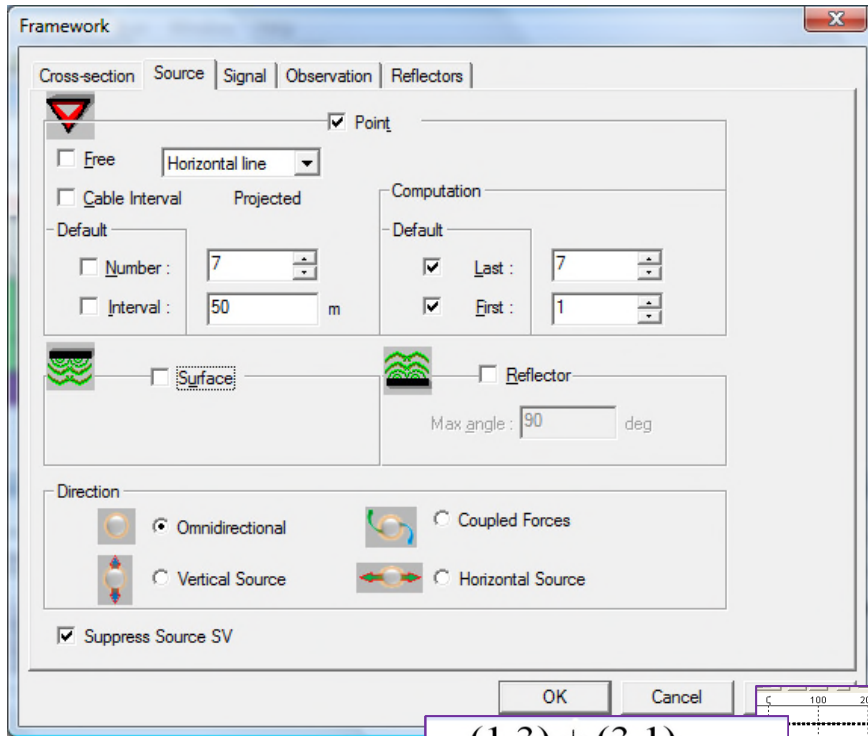 Framework
X
Cross-section Source Signal Observation Reflectors
Point
Free Horizontal line
Cable Interval Projected
Computation
Default
Number : 7
Interval : 50 m
Default
Last : 7
First : 1
Surface
Reflector
Max angle : 90 deg
Direction
Omnidirectional
Coupled Forces
Vertical Source
Horizontal Source
Suppress Source SV
OK Cancel
100